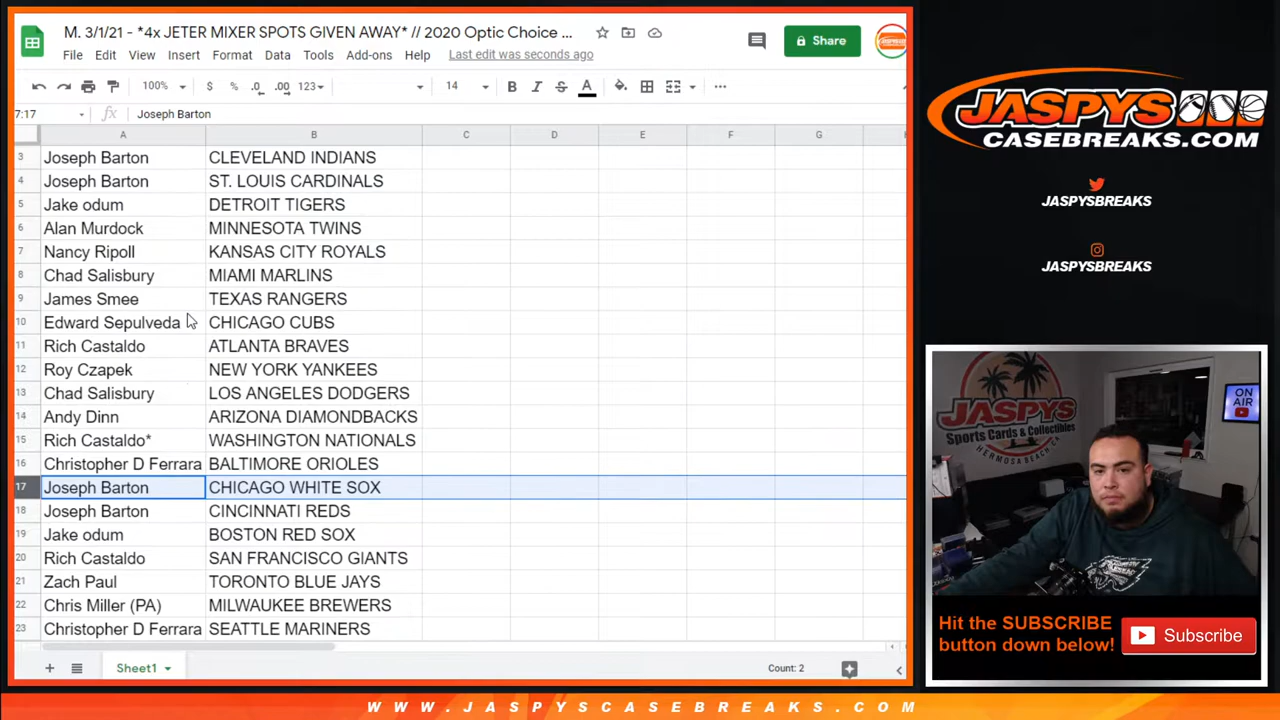 M. 3/1/21 - *4x JETER MIXER SPOTS GIVEN AWAY* // 2020 Optic Choice ...
File Edit View Insert Format Data Tools Add-ons Help Last edit was seconds ago
Share
100% $ % .0 .00 123 14 B I S A ...
7:17 fx Joseph Barton
A B C D E F G
3 Joseph Barton CLEVELAND INDIANS
4 Joseph Barton ST. LOUIS CARDINALS
5 Jake odum DETROIT TIGERS
6 Alan Murdock MINNESOTA TWINS
7 Nancy Ripoll KANSAS CITY ROYALS
8 Chad Salisbury MIAMI MARLINS
9 James Smee TEXAS RANGERS
10 Edward Sepulveda CHICAGO CUBS
11 Rich Castaldo ATLANTA BRAVES
12 Roy Czapek NEW YORK YANKEES
13 Chad Salisbury LOS ANGELES DODGERS
14 Andy Dinn ARIZONA DIAMONDBACKS
15 Rich Castaldo* WASHINGTON NATIONALS
16 Christopher D Ferrara BALTIMORE ORIOLES
17 Joseph Barton CHICAGO WHITE SOX
18 Joseph Barton CINCINNATI REDS
19 Jake odum BOSTON RED SOX
20 Rich Castaldo SAN FRANCISCO GIANTS
21 Zach Paul TORONTO BLUE JAYS
22 Chris Miller (PA) MILWAUKEE BREWERS
23 Christopher D Ferrara SEATTLE MARINERS
Sheet1 Count: 2
JASPYS
CASEBREAKS.COM
JASPYSBREAKS
JASPYSBREAKS
JASPYS
Sports Cards & Collectibles
HERMOSA BEACH, CA
ON
AIR
Hit the SUBSCRIBE
button down below!
Subscribe
WWW.JASPYSCASEBREAKS.COM